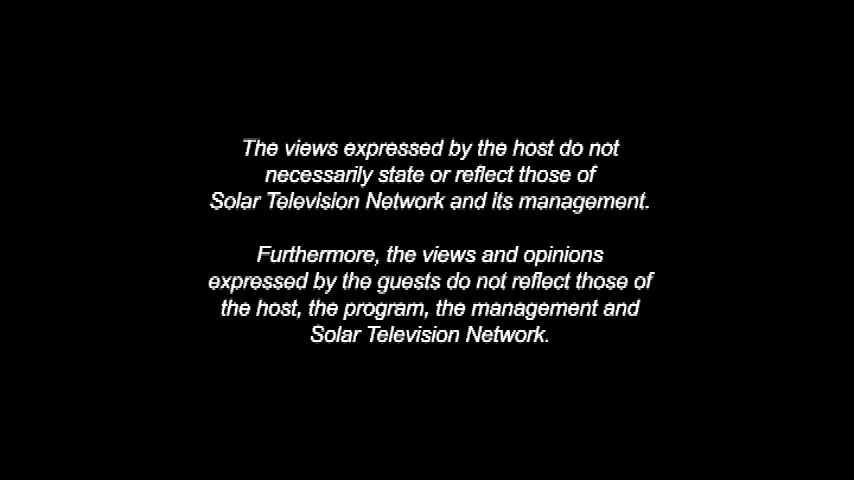 The views expressed by the host do not
necessarily state or reflect those of
Solar Television Network and its management.
Furthermore, the views and opinions
expressed by the guests do not reflect those of
the host, the program, the management and
Solar Television Network.